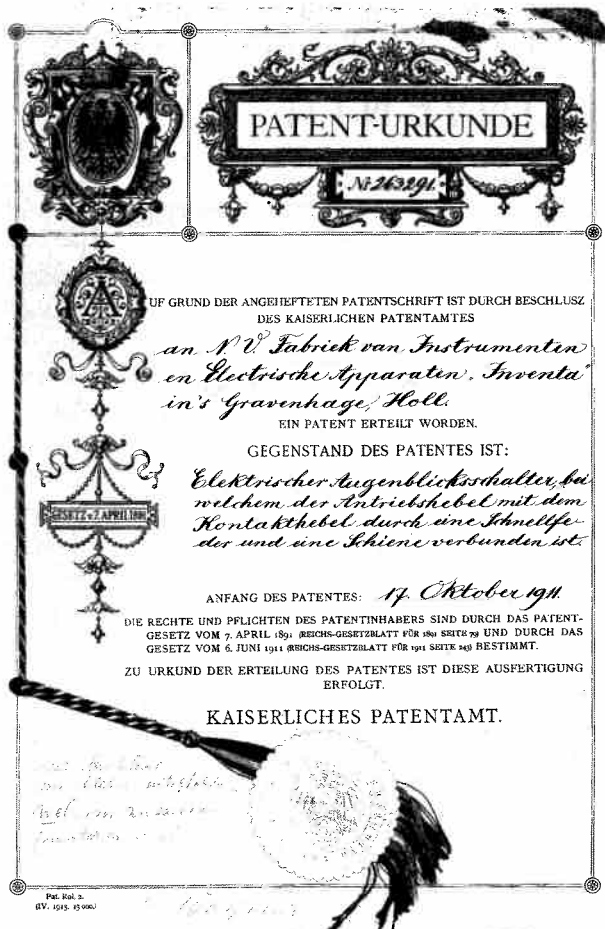 PATENT-URKUNDE
Nr. 263291.
AUF GRUND DER ANGEHEFTETEN PATENTSCHRIFT IST DURCH BESCHLUSZ
DES KAISERLICHEN PATENTAMTES
an N. V. Fabriek van Instrumenten
en Electrische Apparaten "Inventa"
in's Gravenhage, Holl.
EIN PATENT ERTEILT WORDEN.
GEGENSTAND DES PATENTES IST:
Elektrischer Augenblicksschalter, bei
welchem der Antriebshebel mit dem
Kontakthebel durch eine Schnellfe-
der und eine Schiene verbunden ist.
GESETZ v. 7. APRIL 1891
ANFANG DES PATENTES: 17. Oktober 1911.
DIE RECHTE UND PFLICHTEN DES PATENTINHABERS SIND DURCH DAS PATENT-
GESETZ VOM 7. APRIL 1891 (REICHS-GESETZBLATT FÜR 1891 SEITE 79) UND DURCH DAS
GESETZ VOM 6. JUNI 1911 (REICHS-GESETZBLATT FÜR 1911 SEITE 243) BESTIMMT.
ZU URKUND DER ERTEILUNG DES PATENTES IST DIESE AUSFERTIGUNG
ERFOLGT.
KAISERLICHES PATENTAMT.
Pat. Rol. 2.
(IV. 1913. 15 000.)